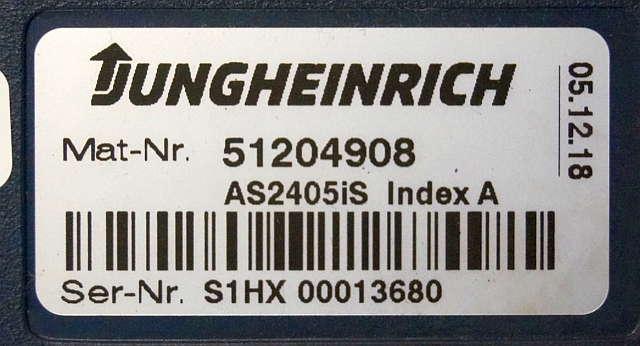 JUNGHEINRICH
Mat-Nr. 51204908
AS2405iS Index A
Ser-Nr. S1HX 00013680
05.12.18